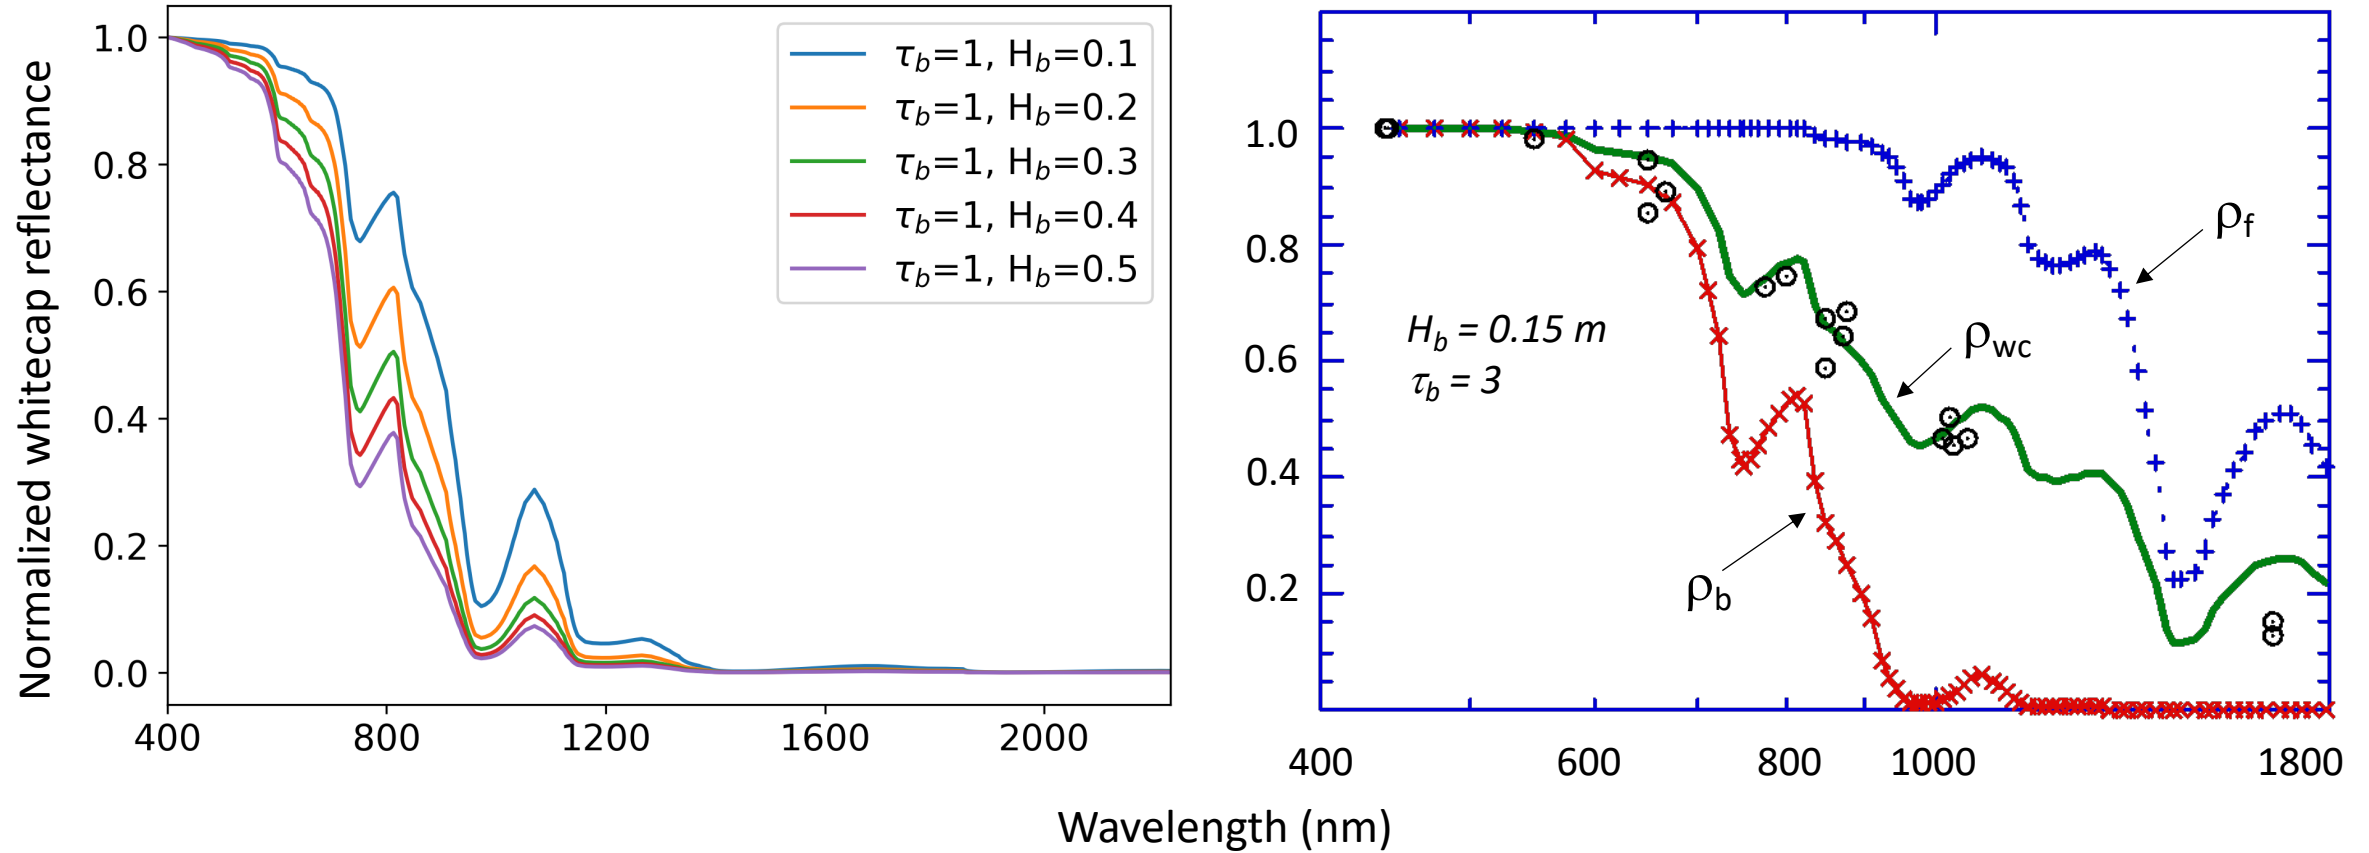 Normalized whitecap reflectance
1.0
0.8
0.6
0.4
0.2
0.0
400 800 1200 1600 2000
τb=1, Hb=0.1
τb=1, Hb=0.2
τb=1, Hb=0.3
τb=1, Hb=0.4
τb=1, Hb=0.5
1.0
0.8
0.6
0.4
0.2
Hb = 0.15 m
τb = 3
ρf
ρwc
ρb
400 600 800 1000 1800
Wavelength (nm)